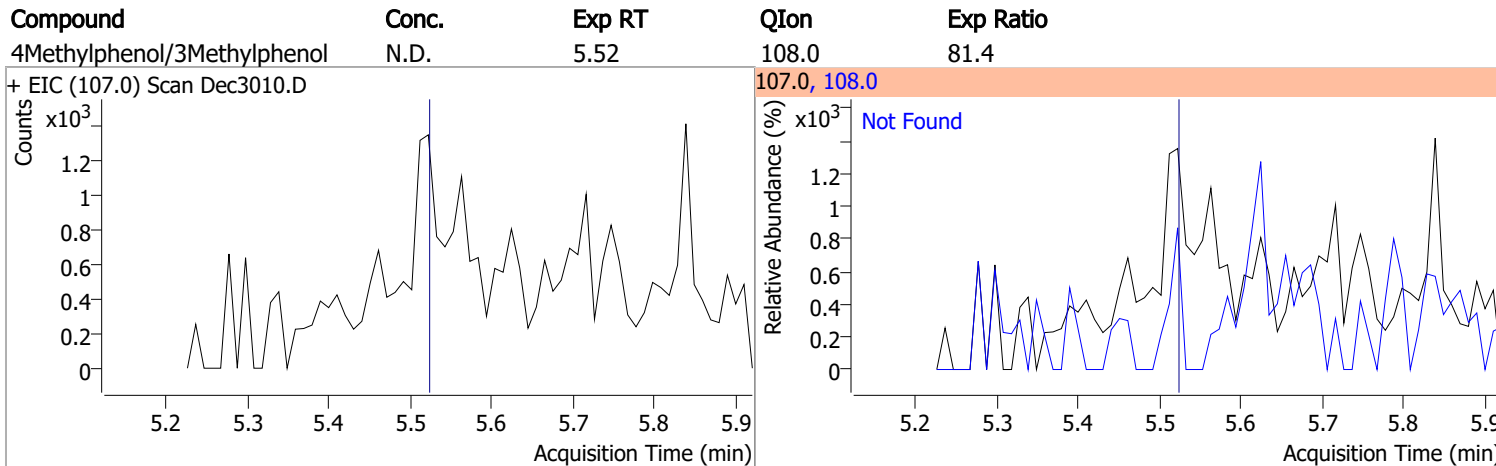 Compound Conc. Exp RT QIon Exp Ratio
4Methylphenol/3Methylphenol N.D. 5.52 108.0 81.4
+ EIC (107.0) Scan Dec3010.D
Counts
x10³
1.2
1
0.8
0.6
0.4
0.2
0
5.2 5.3 5.4 5.5 5.6 5.7 5.8 5.9
Acquisition Time (min)
107.0, 108.0
Relative Abundance (%)
x10³
Not Found
1.2
1
0.8
0.6
0.4
0.2
0
5.2 5.3 5.4 5.5 5.6 5.7 5.8 5.9
Acquisition Time (min)